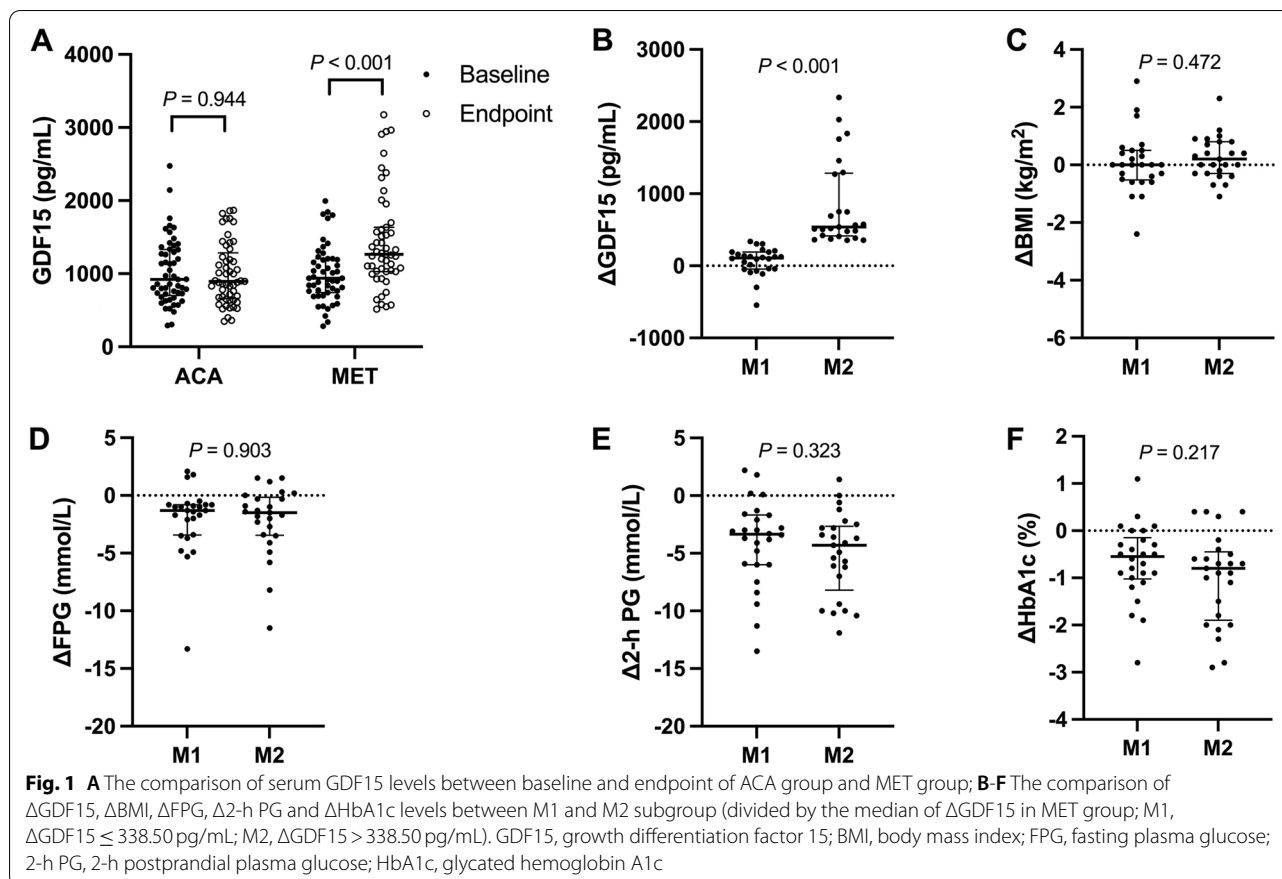 A
4000
3000
2000
1000
0
GDF15 (pg/mL)
P = 0.944
P < 0.001
Baseline
Endpoint
ACA
MET
B
3000
2000
1000
0
-1000
ΔGDF15 (pg/mL)
P < 0.001
M1
M2
C
4
2
0
-2
-4
-6
ΔBMI (kg/m²)
P = 0.472
M1
M2
D
5
0
-5
-10
-15
-20
ΔFPG (mmol/L)
P = 0.903
M1
M2
E
5
0
-5
-10
-15
-20
Δ2-h PG (mmol/L)
P = 0.323
M1
M2
F
2
1
0
-1
-2
-3
-4
ΔHbA1c (%)
P = 0.217
M1
M2
Fig. 1 A The comparison of serum GDF15 levels between baseline and endpoint of ACA group and MET group; B-F The comparison of
ΔGDF15, ΔBMI, ΔFPG, Δ2-h PG and ΔHbA1c levels between M1 and M2 subgroup (divided by the median of ΔGDF15 in MET group; M1,
ΔGDF15 ≤ 338.50 pg/mL; M2, ΔGDF15 > 338.50 pg/mL). GDF15, growth differentiation factor 15; BMI, body mass index; FPG, fasting plasma glucose;
2-h PG, 2-h postprandial plasma glucose; HbA1c, glycated hemoglobin A1c